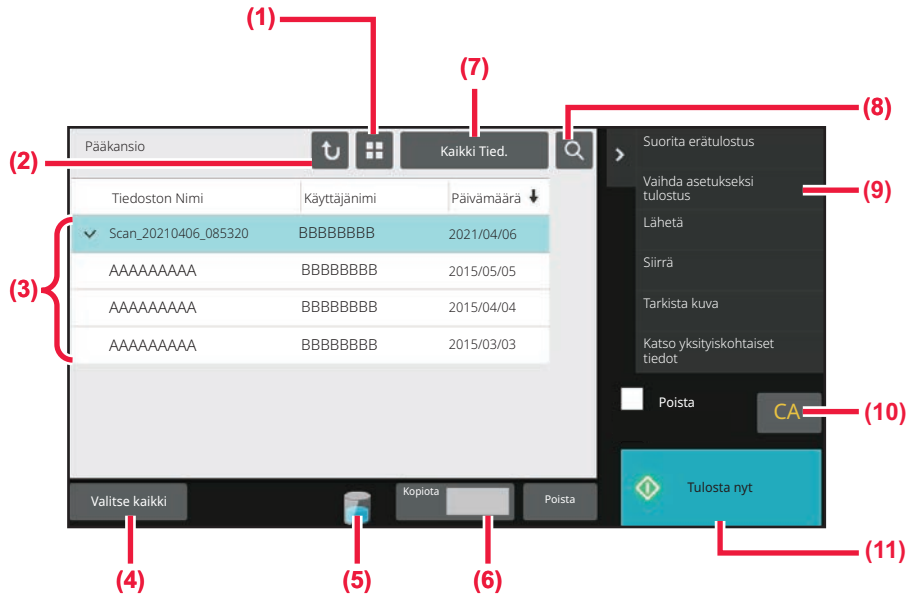 (1)
(7)
(8)
(2)
Pääkansio
Kaikki Tied.
Suorita erätulostus
Vaihda asetukseksi
tulostus
(9)
Tiedoston Nimi Käyttäjänimi Päivämäärä
Lähetä
(3)
Scan_20210406_085320 BBBBBBBB 2021/04/06
Siirrä
AAAAAAAAA BBBBBBBB 2015/05/05
Tarkista kuva
AAAAAAAAA BBBBBBBB 2015/04/04
Katso yksityiskohtaiset
tiedot
AAAAAAAAA BBBBBBBB 2015/03/03
Poista
CA
(10)
Valitse kaikki
Kopiota
Poista
Tulosta nyt
(11)
(4)
(5)
(6)